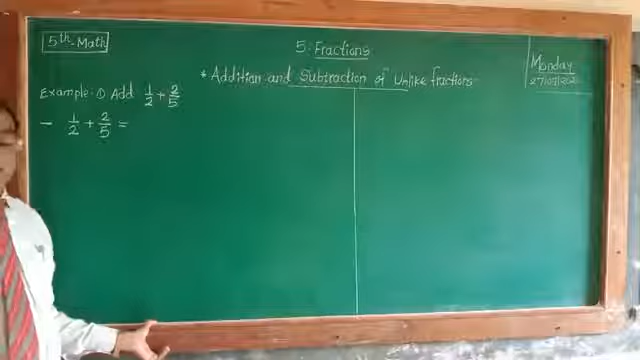 5th - Math
5. Fractions
* Addition and Subtraction of Unlike fractions
Monday
Example: ① Add 1/2 + 2/5
– 1/2 + 2/5 =